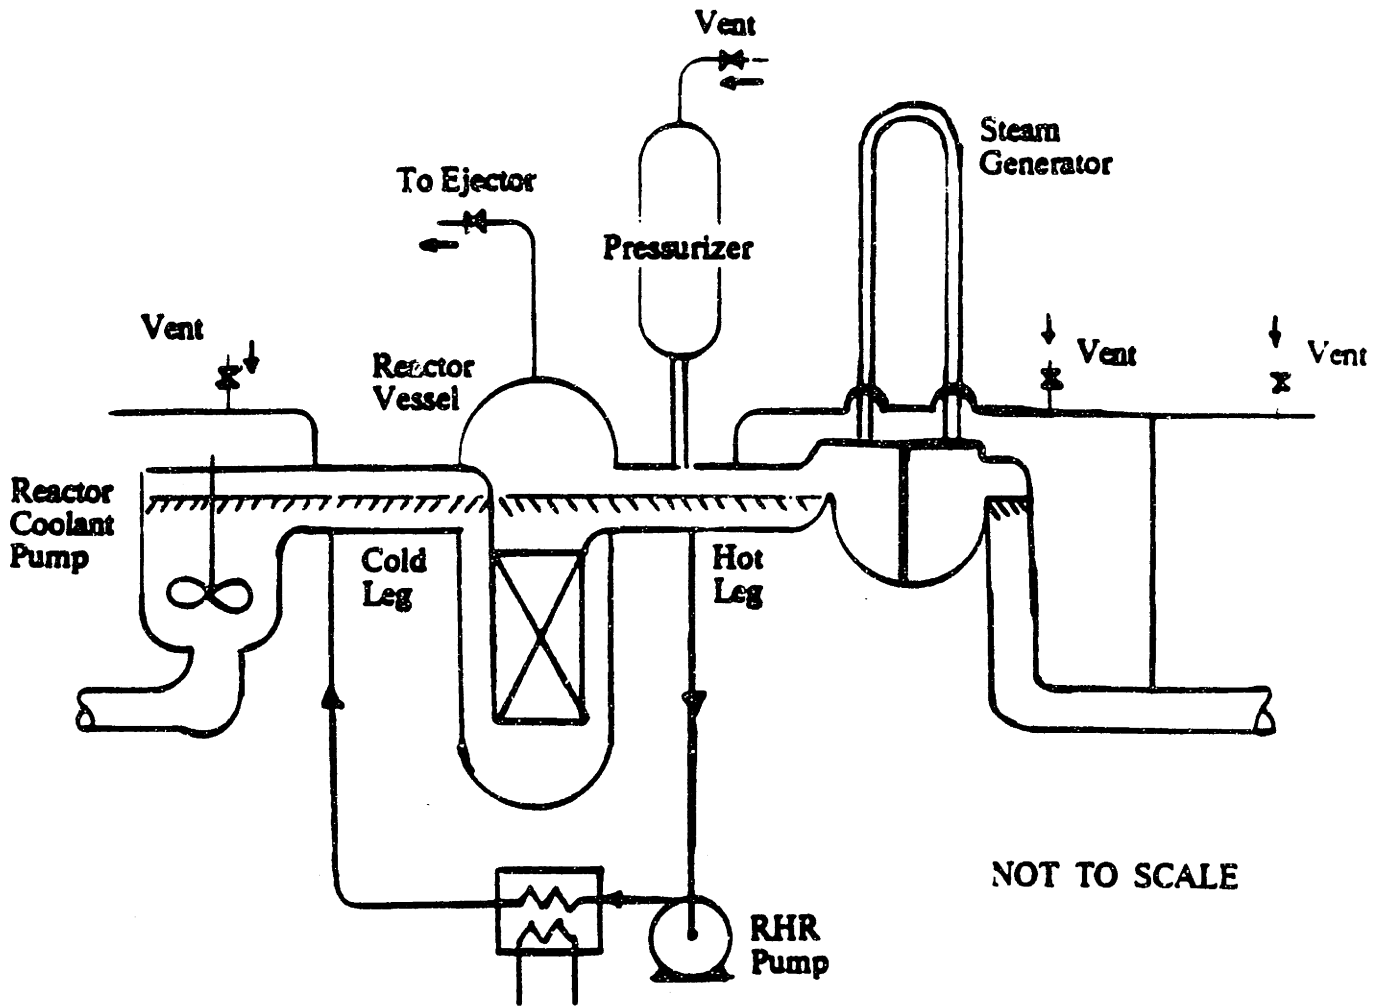 Vent
Steam
Generator
To Ejector
Pressurizer
Vent
Reactor
Vessel
Vent
Vent
Reactor
Coolant
Pump
Cold
Leg
Hot
Leg
NOT TO SCALE
RHR
Pump